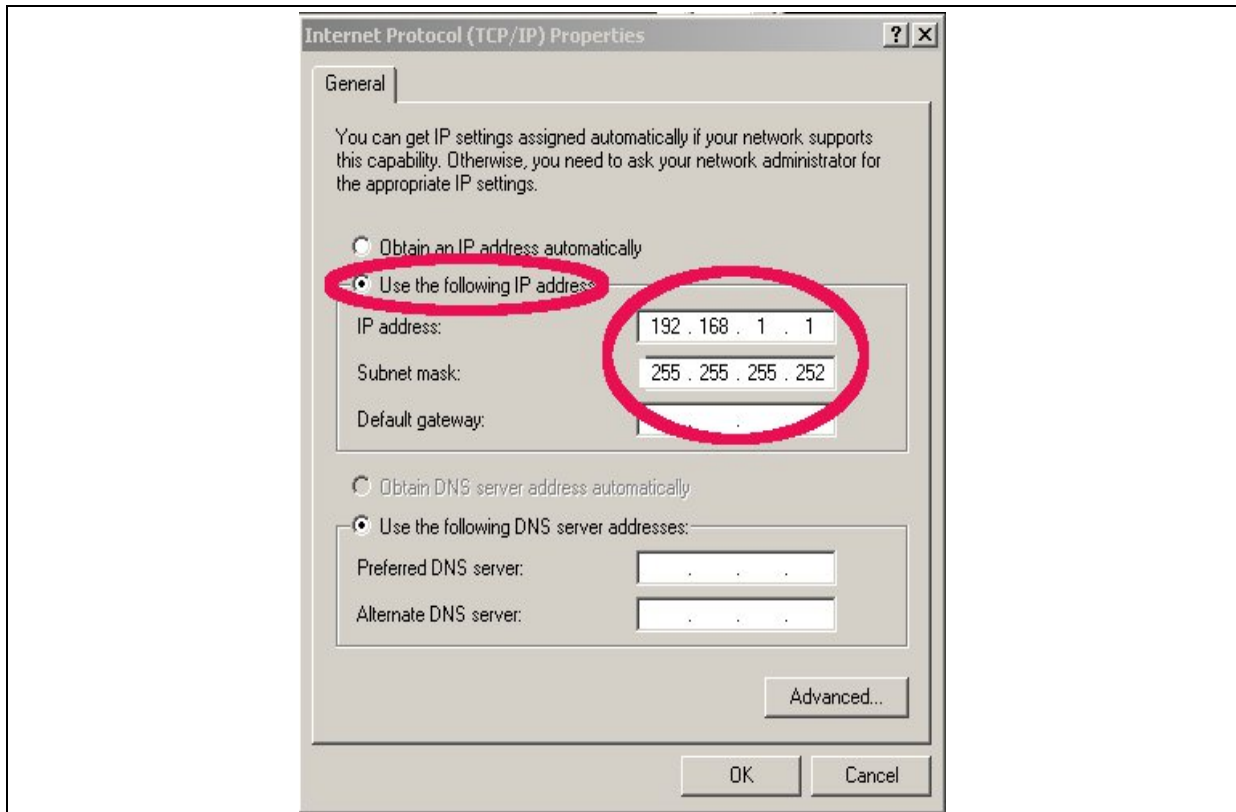 Internet Protocol (TCP/IP) Properties
General
You can get IP settings assigned automatically if your network supports
this capability. Otherwise, you need to ask your network administrator for
the appropriate IP settings.
Obtain an IP address automatically
Use the following IP address
IP address: 192 . 168 . 1 . 1
Subnet mask: 255 . 255 . 255 . 252
Default gateway: . . .
Obtain DNS server address automatically
Use the following DNS server addresses:
Preferred DNS server: . . .
Alternate DNS server: . . .
Advanced...
OK Cancel